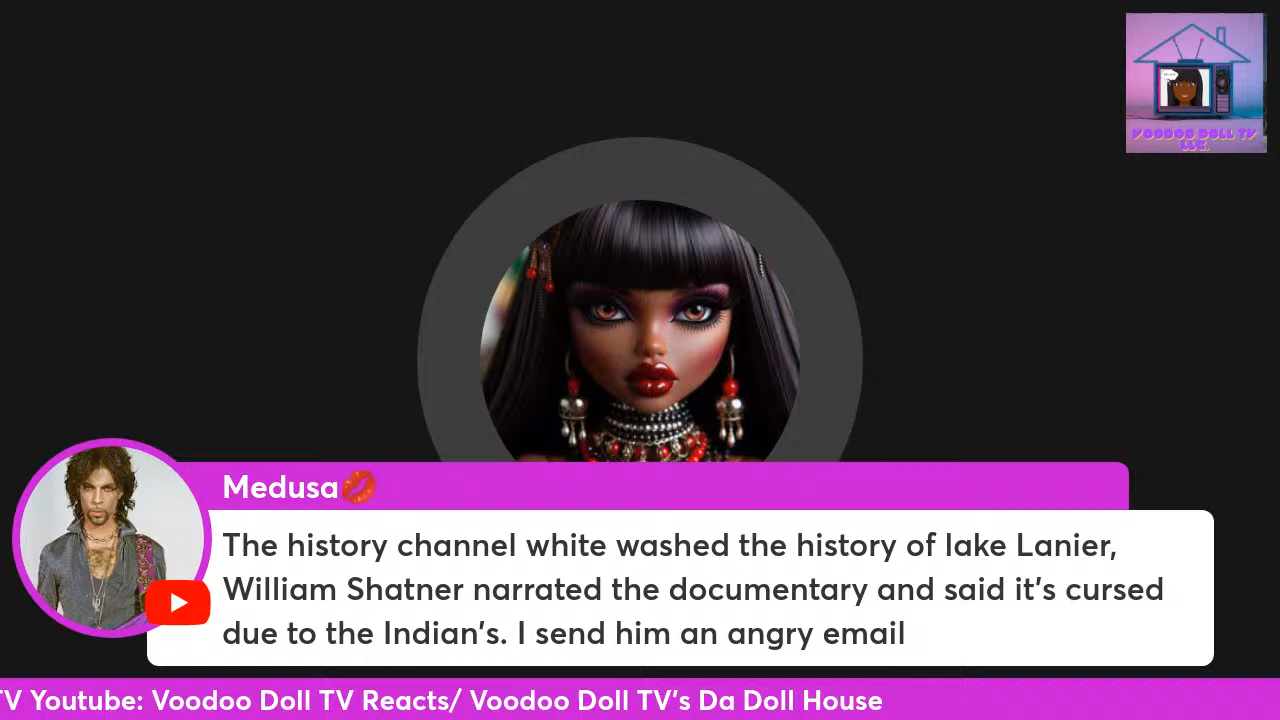 VOODOO DOLL TV
LLC.
Medusa💋
The history channel white washed the history of lake Lanier,
William Shatner narrated the documentary and said it's cursed
due to the Indian's. I send him an angry email
TV Youtube: Voodoo Doll TV Reacts/ Voodoo Doll TV's Da Doll House